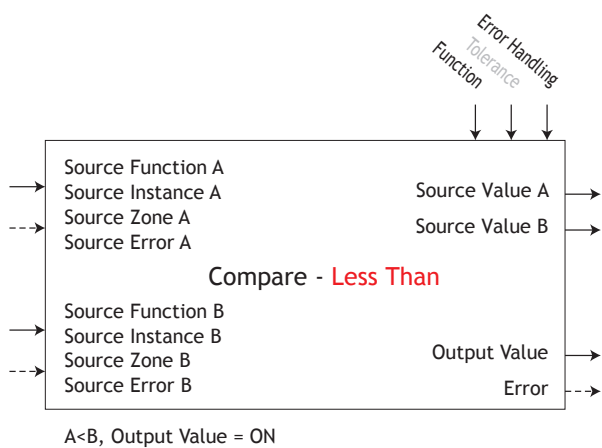 Error Handling
Tolerance
Function
Source Function A
Source Instance A
Source Zone A
Source Error A
Source Value A
Source Value B
Compare - Less Than
Source Function B
Source Instance B
Source Zone B
Source Error B
Output Value
Error
A<B, Output Value = ON